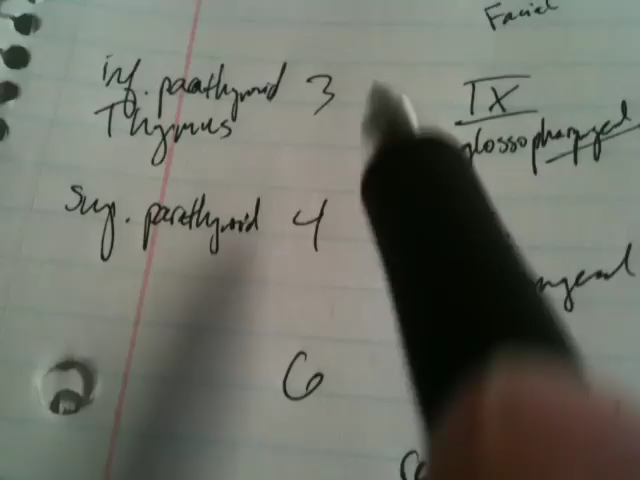 Facial
inf. parathyroid 3
IX
Thymus
glossopharyngeal
Sup. parathyroid 4
6